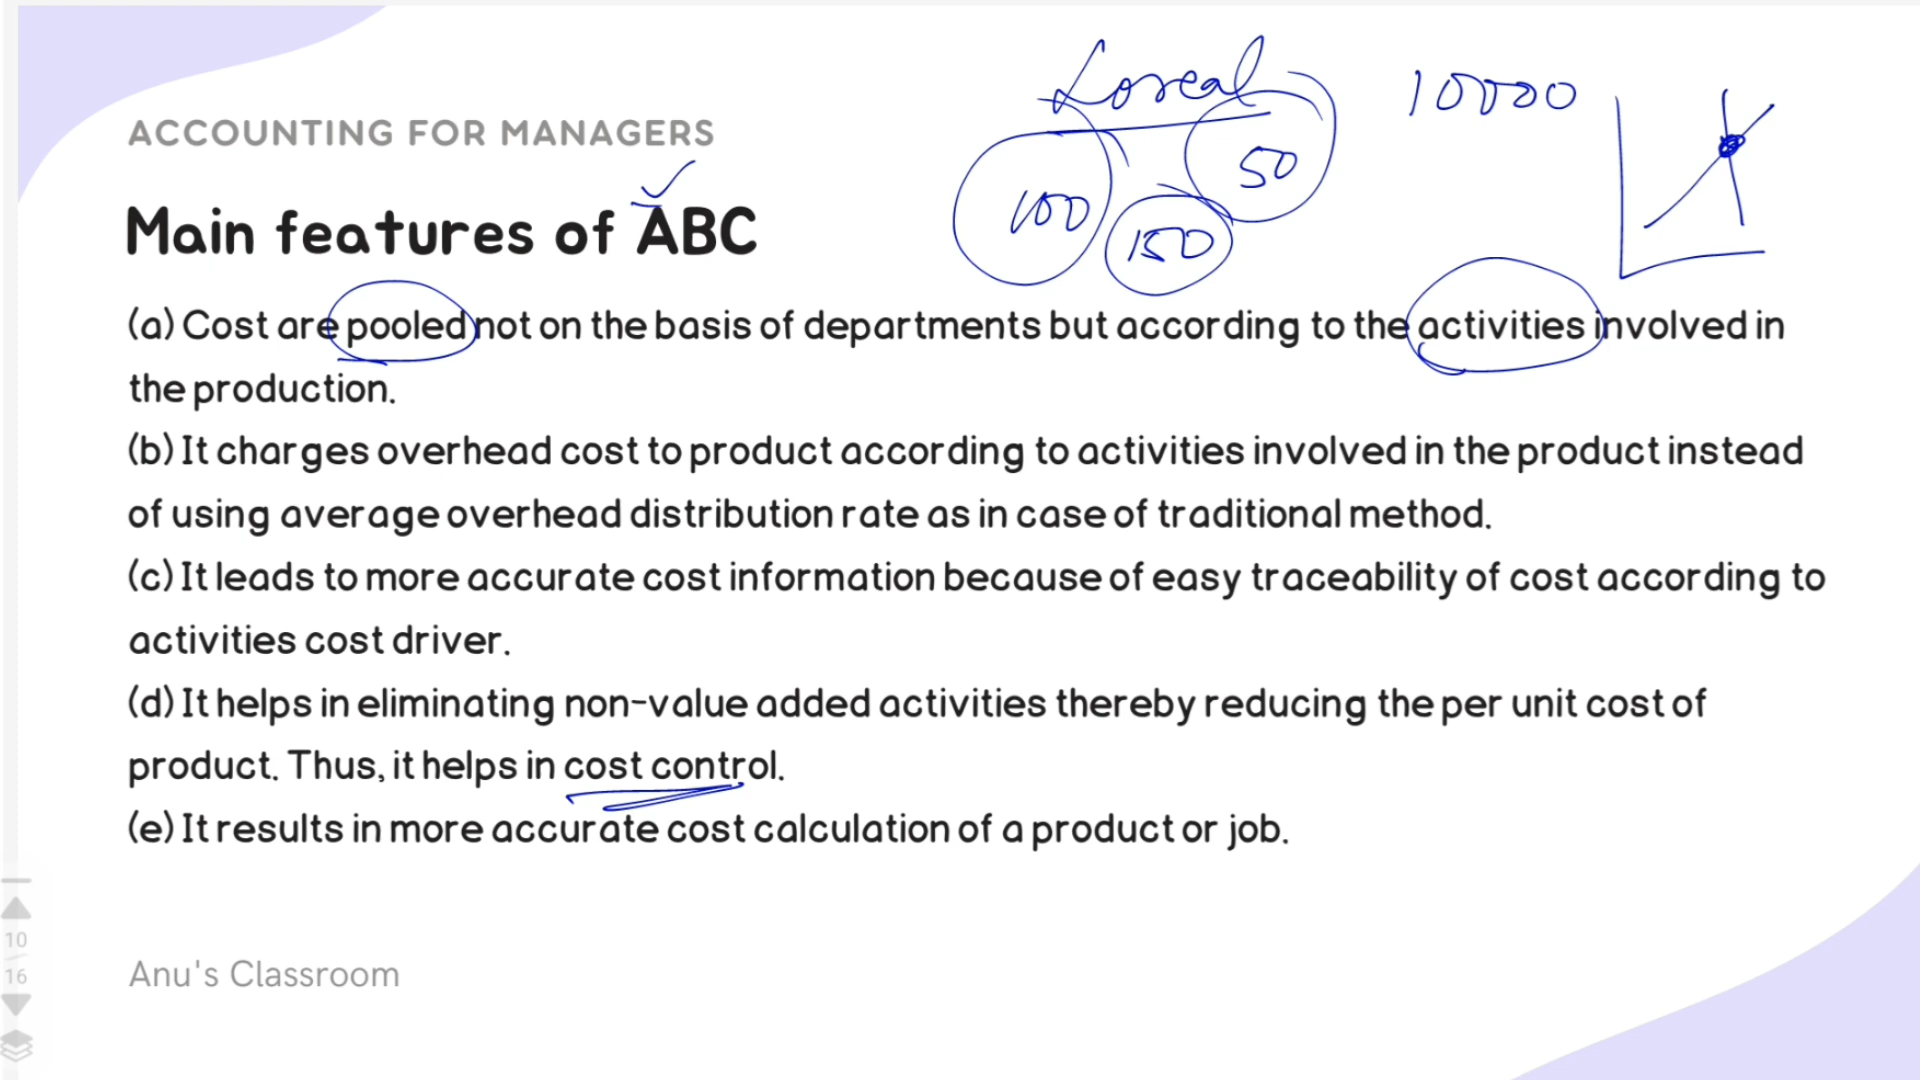 Loreal
10000
ACCOUNTING FOR MANAGERS
50
100
150
Main features of ABC
(a) Cost are pooled not on the basis of departments but according to the activities involved in
the production.
(b) It charges overhead cost to product according to activities involved in the product instead
of using average overhead distribution rate as in case of traditional method.
(c) It leads to more accurate cost information because of easy traceability of cost according to
activities cost driver.
(d) It helps in eliminating non-value added activities thereby reducing the per unit cost of
product. Thus, it helps in cost control.
(e) It results in more accurate cost calculation of a product or job.
10
16
Anu's Classroom